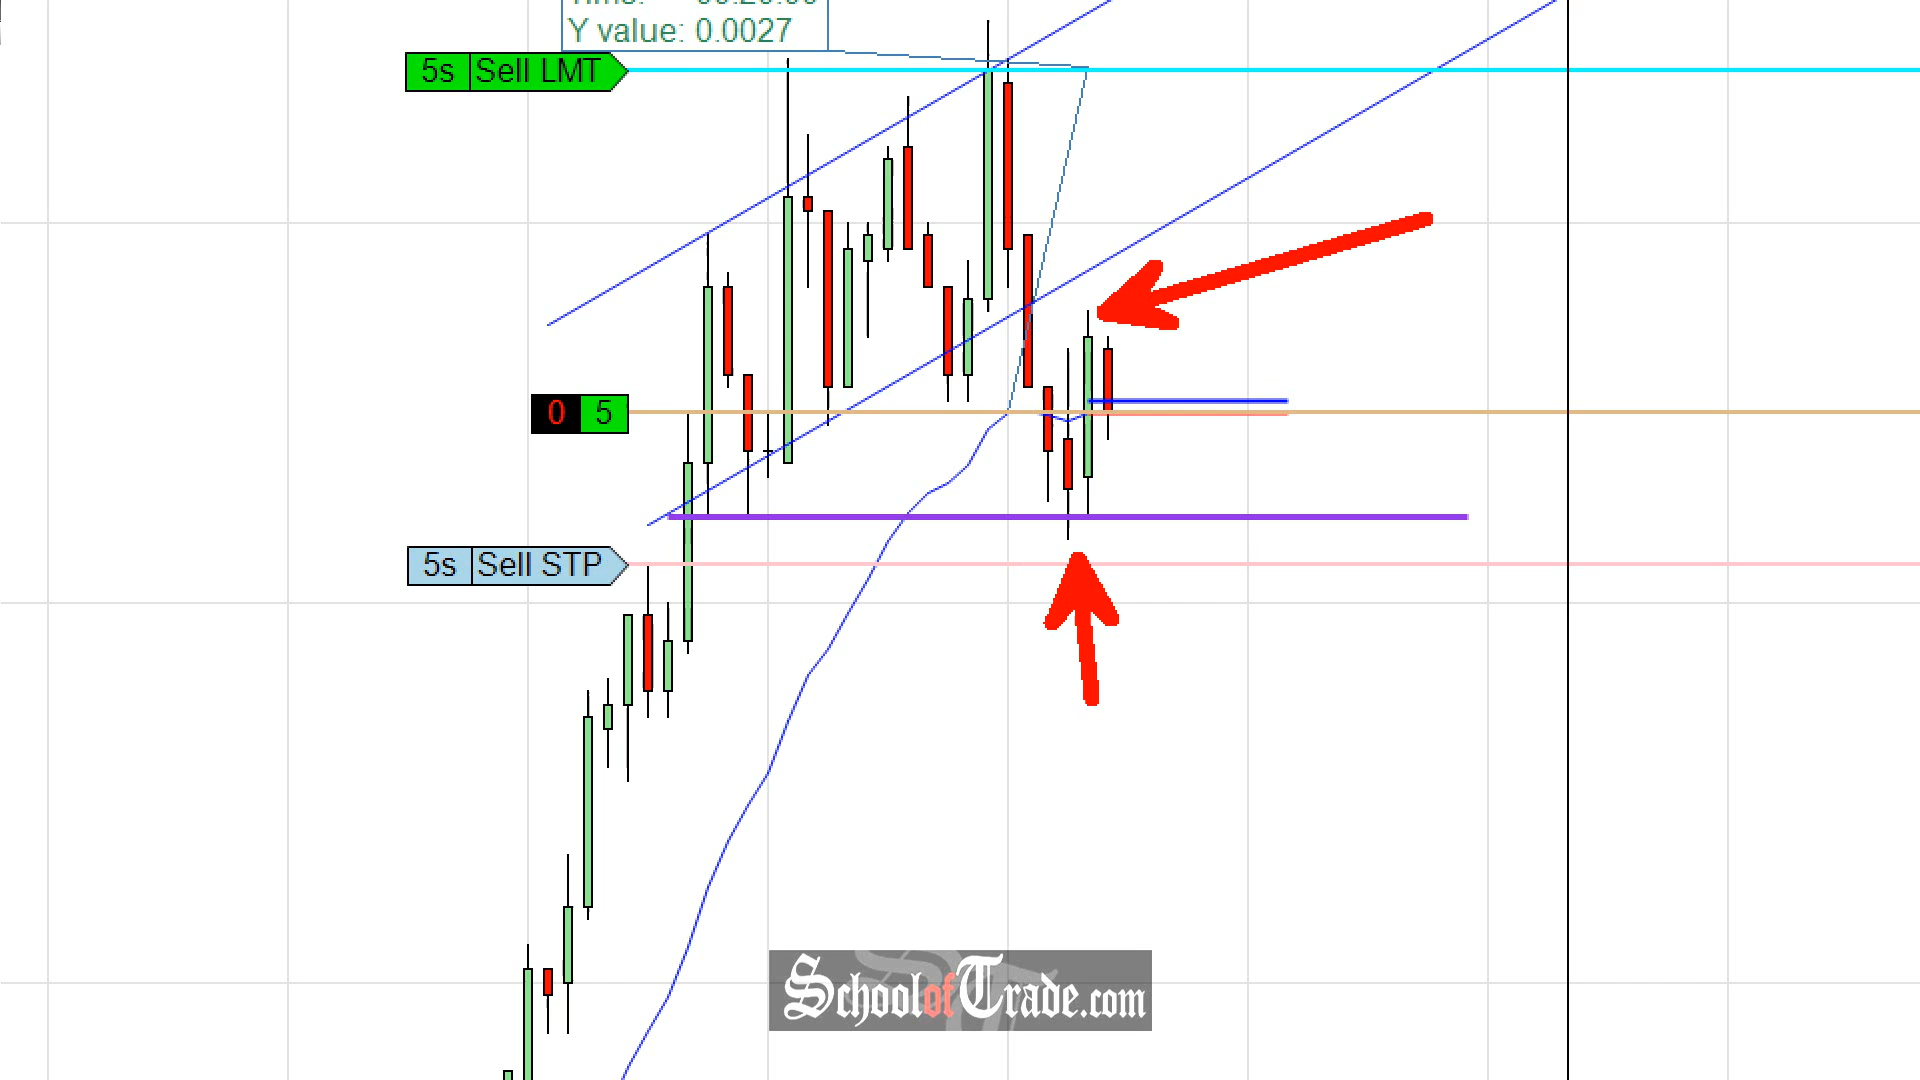 Y value: 0.0027
5s Sell LMT
0 5
5s Sell STP
SchoolofTrade.com